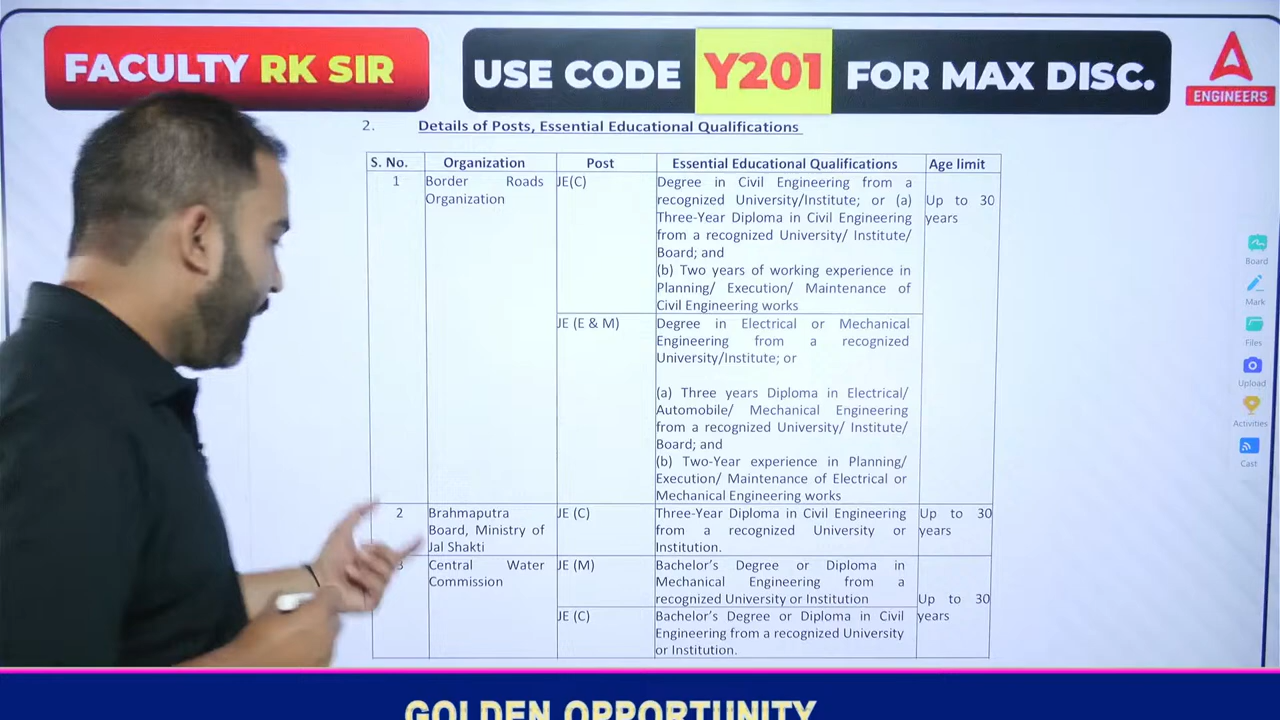 FACULTY RK SIR
USE CODE Y201 FOR MAX DISC.
ENGINEERS
2. Details of Posts, Essential Educational Qualifications
S. No. Organization Post Essential Educational Qualifications Age limit
1 Border Roads Organization JE(C) Degree in Civil Engineering from a
recognized University/Institute; or (a)
Three-Year Diploma in Civil Engineering
from a recognized University/ Institute/
Board; and
(b) Two years of working experience in
Planning/ Execution/ Maintenance of
Civil Engineering works
Up to 30
years
JE (E & M) Degree in Electrical or Mechanical
Engineering from a recognized
University/Institute; or
(a) Three years Diploma in Electrical/
Automobile/ Mechanical Engineering
from a recognized University/ Institute/
Board; and
(b) Two-Year experience in Planning/
Execution/ Maintenance of Electrical or
Mechanical Engineering works
2 Brahmaputra
Board, Ministry of
Jal Shakti
JE (C) Three-Year Diploma in Civil Engineering
from a recognized University or
Institution.
Up to 30
years
3 Central Water
Commission
JE (M) Bachelor's Degree or Diploma in
Mechanical Engineering from a
recognized University or Institution
Up to 30
years
JE (C) Bachelor's Degree or Diploma in Civil
Engineering from a recognized University
or Institution.
Board
Mark
Files
Upload
Activities
Cast
GOLDEN OPPORTUNITY